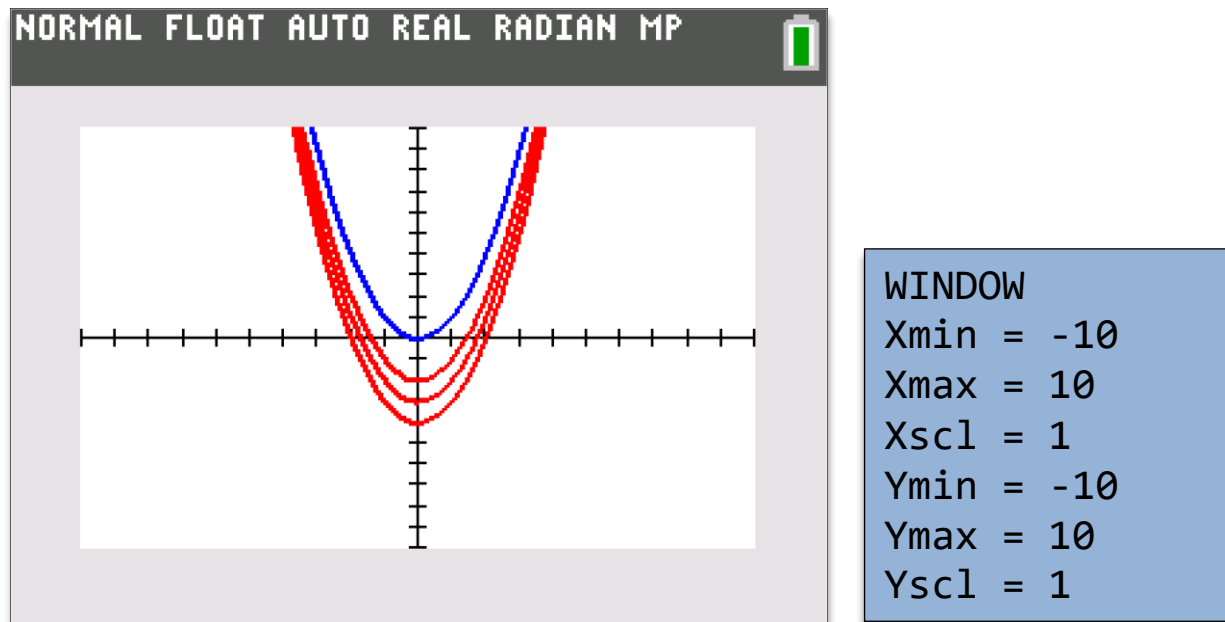 NORMAL FLOAT AUTO REAL RADIAN MP
WINDOW
Xmin = -10
Xmax = 10
Xscl = 1
Ymin = -10
Ymax = 10
Yscl = 1